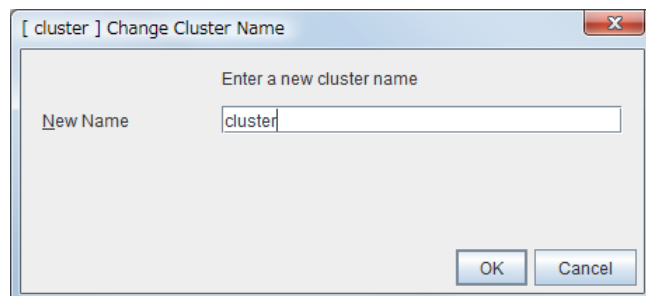 [ cluster ] Change Cluster Name
Enter a new cluster name
New Name
cluster
OK
Cancel